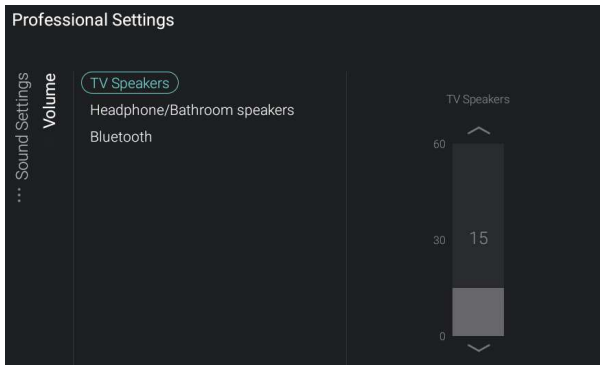 Professional Settings
... Sound Settings
Volume
TV Speakers
Headphone/Bathroom speakers
Bluetooth
TV Speakers
60
30
15
0